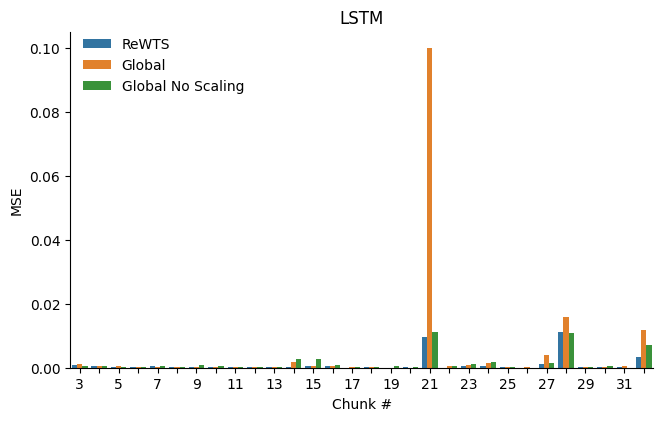 LSTM
ReWTS
Global
Global No Scaling
0.10
0.08
0.06
0.04
0.02
0.00
MSE
3 5 7 9 11 13 15 17 19 21 23 25 27 29 31
Chunk #